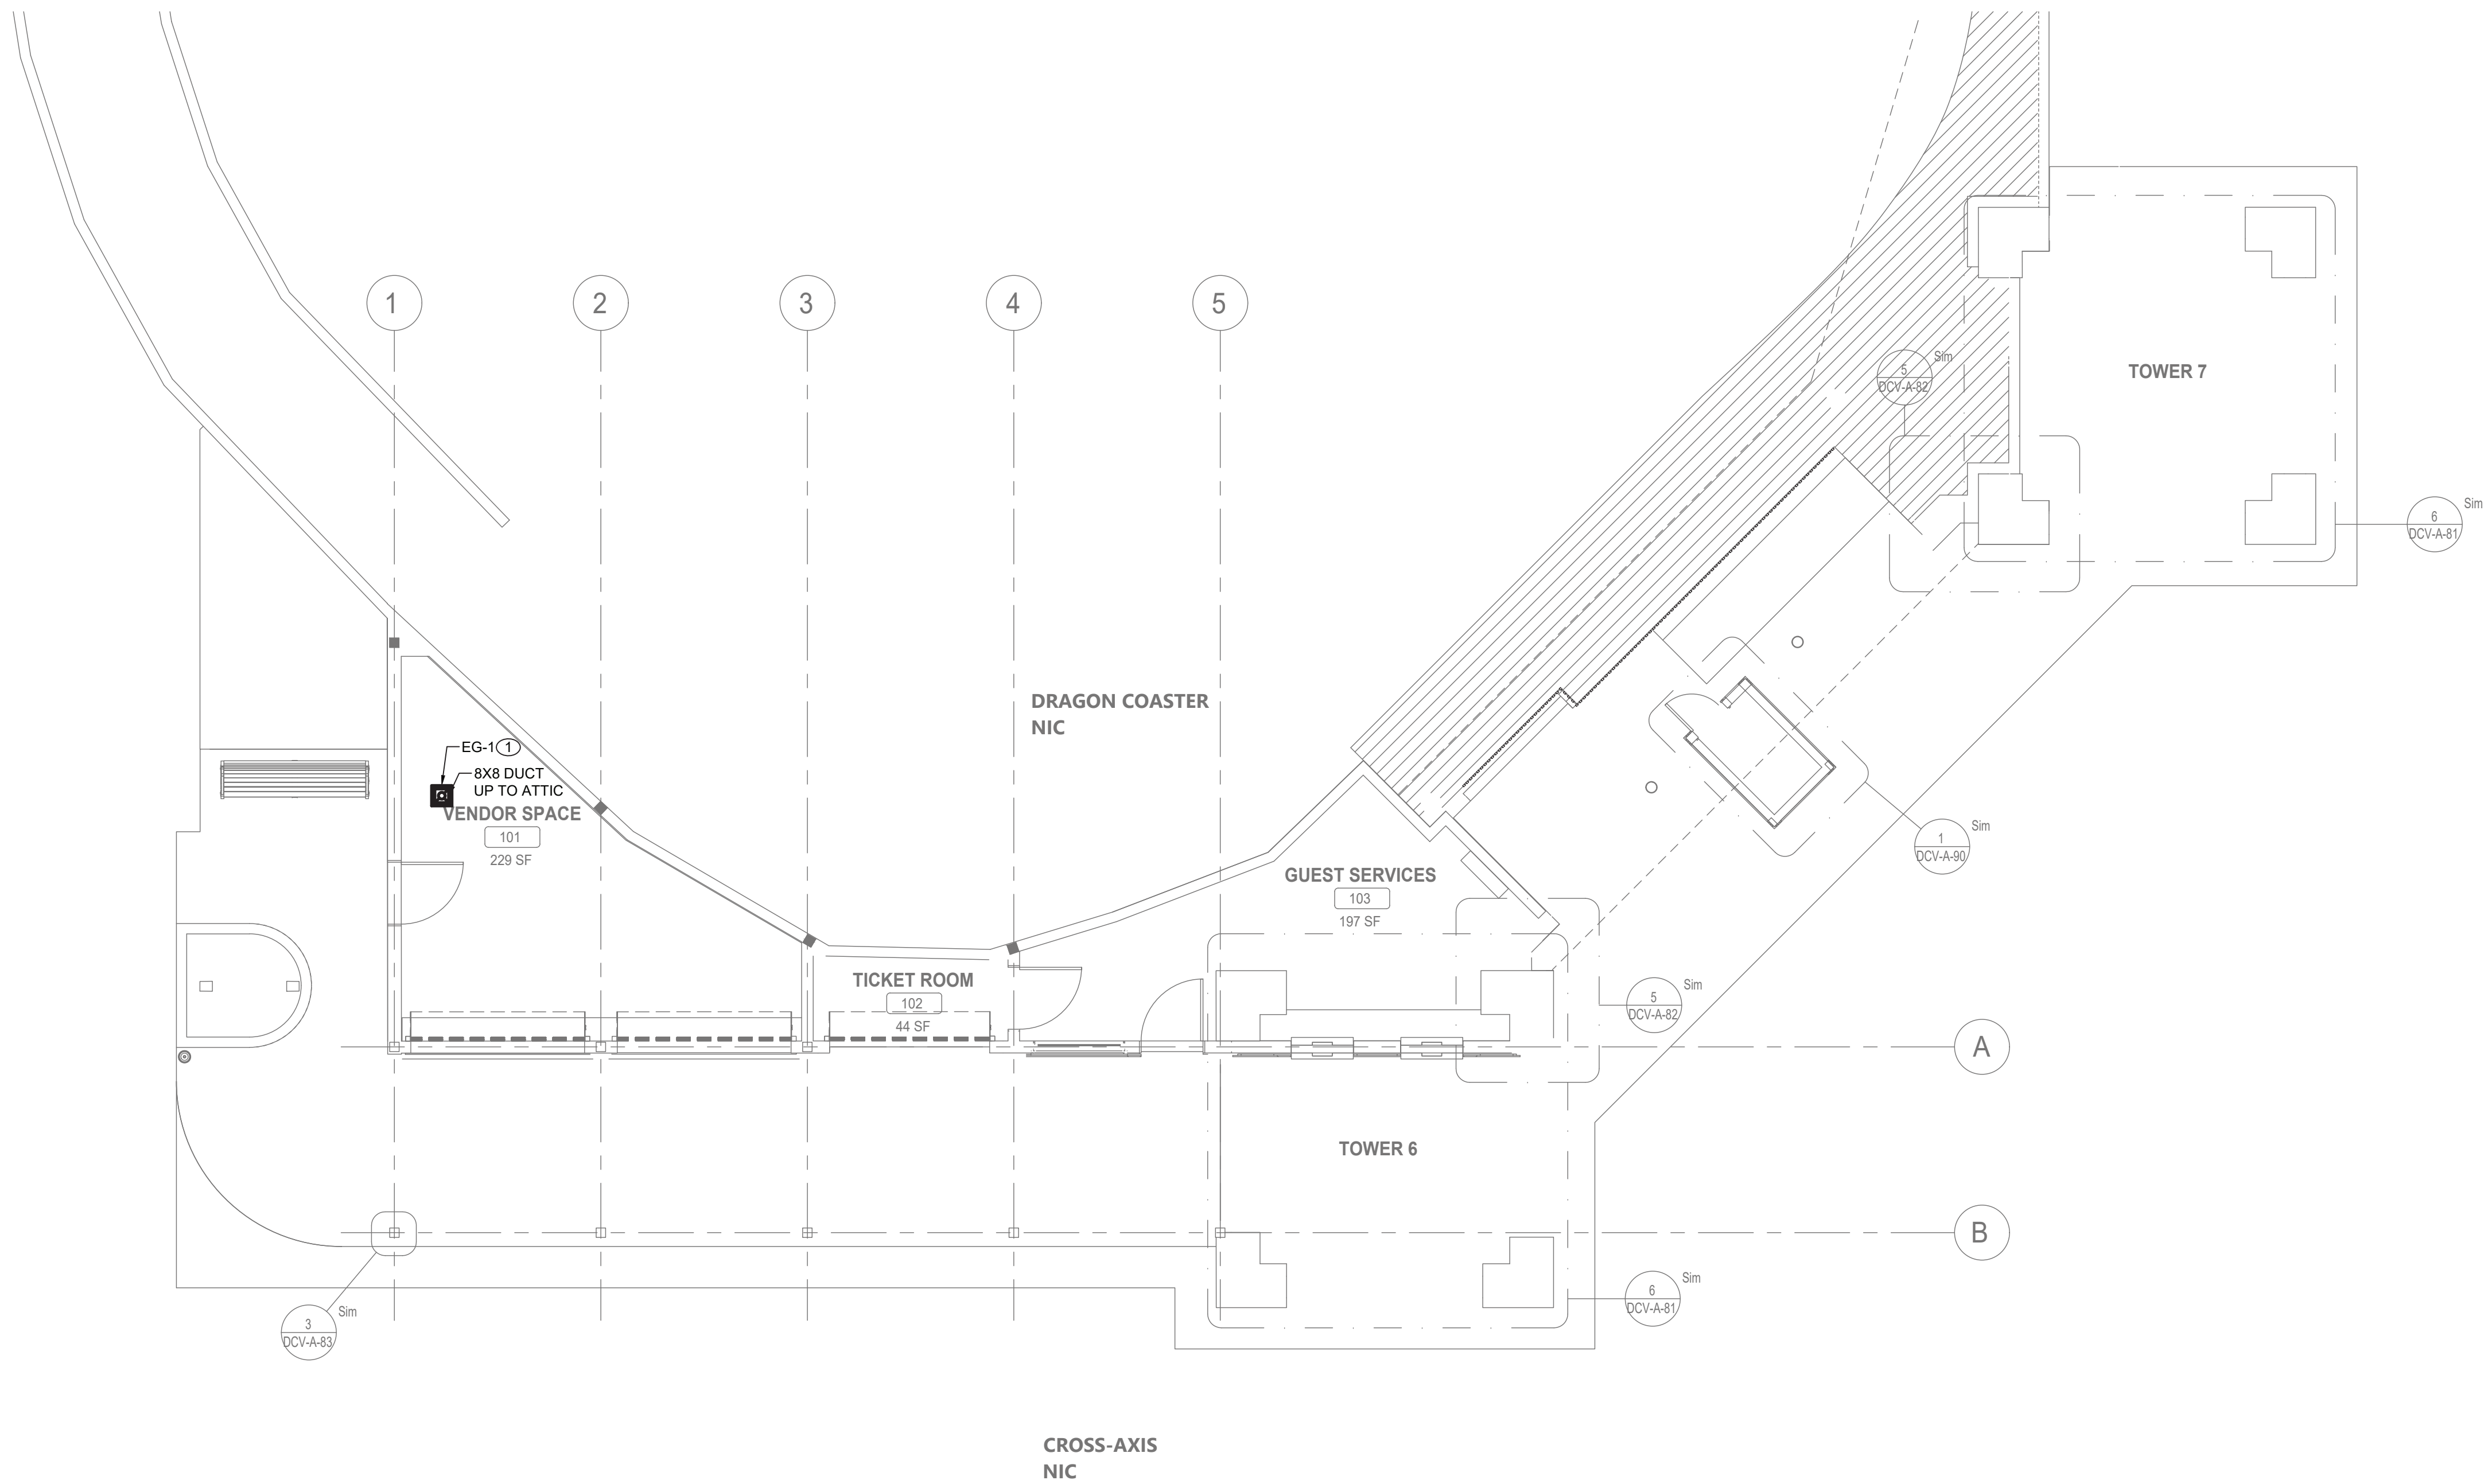 1
2
3
4
5
Sim
5
DCV-A-82
TOWER 7
Sim
6
DCV-A-81
DRAGON COASTER
NIC
EG-1 1
8X8 DUCT
UP TO ATTIC
VENDOR SPACE
101
229 SF
Sim
1
DCV-A-90
GUEST SERVICES
103
197 SF
TICKET ROOM
102
44 SF
Sim
5
DCV-A-82
A
TOWER 6
B
Sim
6
DCV-A-81
Sim
3
DCV-A-83
CROSS-AXIS
NIC